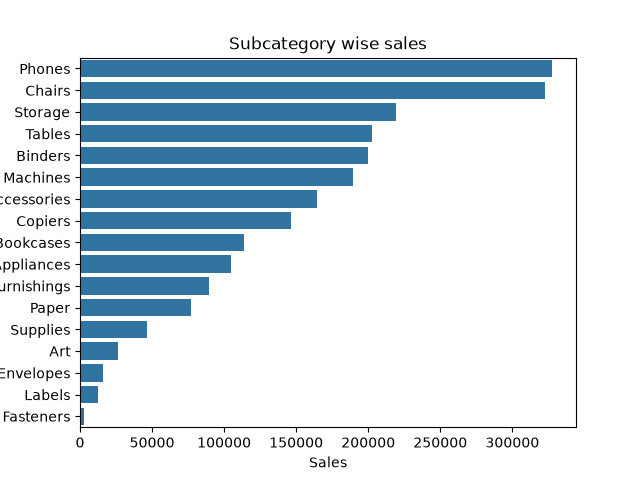 Subcategory wise sales
Phones
Chairs
Storage
Tables
Binders
Machines
ccessories
Copiers
Bookcases
Appliances
urnishings
Paper
Supplies
Art
Envelopes
Labels
Fasteners
0 50000 100000 150000 200000 250000 300000
Sales